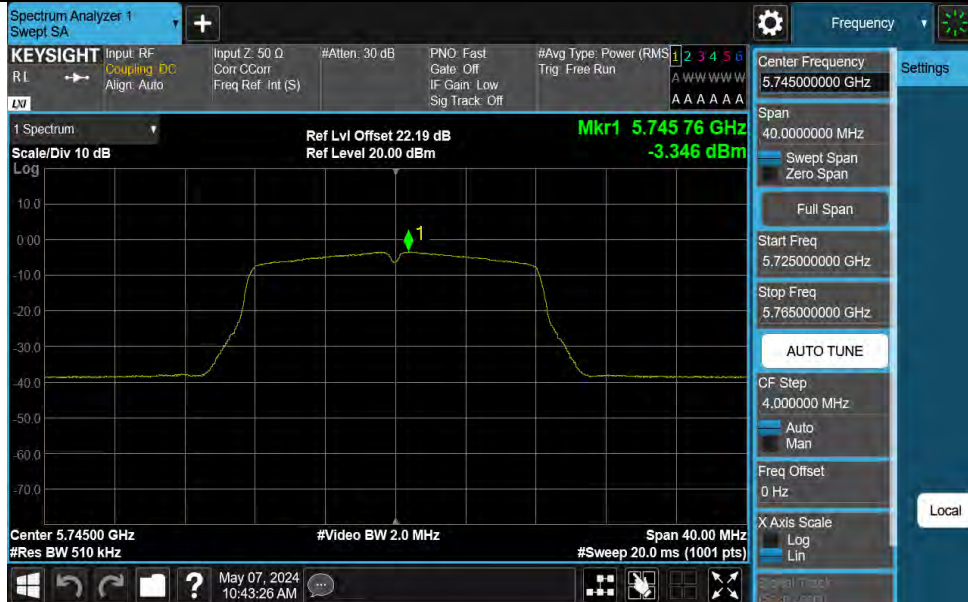 Spectrum Analyzer 1
Swept SA
Frequency
KEYSIGHT
RL
LXI
Input: RF
Coupling: DC
Align: Auto
Input Z: 50 Ω
Corr CCorr
Freq Ref: Int (S)
#Atten: 30 dB
PNO: Fast
Gate: Off
IF Gain: Low
Sig Track: Off
#Avg Type: Power (RMS
Trig: Free Run
1 2 3 4 5 6
A W W W W W
A A A A A A
1 Spectrum
Scale/Div 10 dB
Log
Ref Lvl Offset 22.19 dB
Ref Level 20.00 dBm
Mkr1 5.745 76 GHz
-3.346 dBm
1
10.0
0.00
-10.0
-20.0
-30.0
-40.0
-50.0
-60.0
-70.0
Center 5.74500 GHz
#Res BW 510 kHz
#Video BW 2.0 MHz
Span 40.00 MHz
#Sweep 20.0 ms (1001 pts)
Center Frequency
5.745000000 GHz
Span
40.0000000 MHz
Swept Span
Zero Span
Full Span
Start Freq
5.725000000 GHz
Stop Freq
5.765000000 GHz
AUTO TUNE
CF Step
4.000000 MHz
Auto
Man
Freq Offset
0 Hz
X Axis Scale
Log
Lin
Signal Track
Settings
Local
?
May 07, 2024
10:43:26 AM